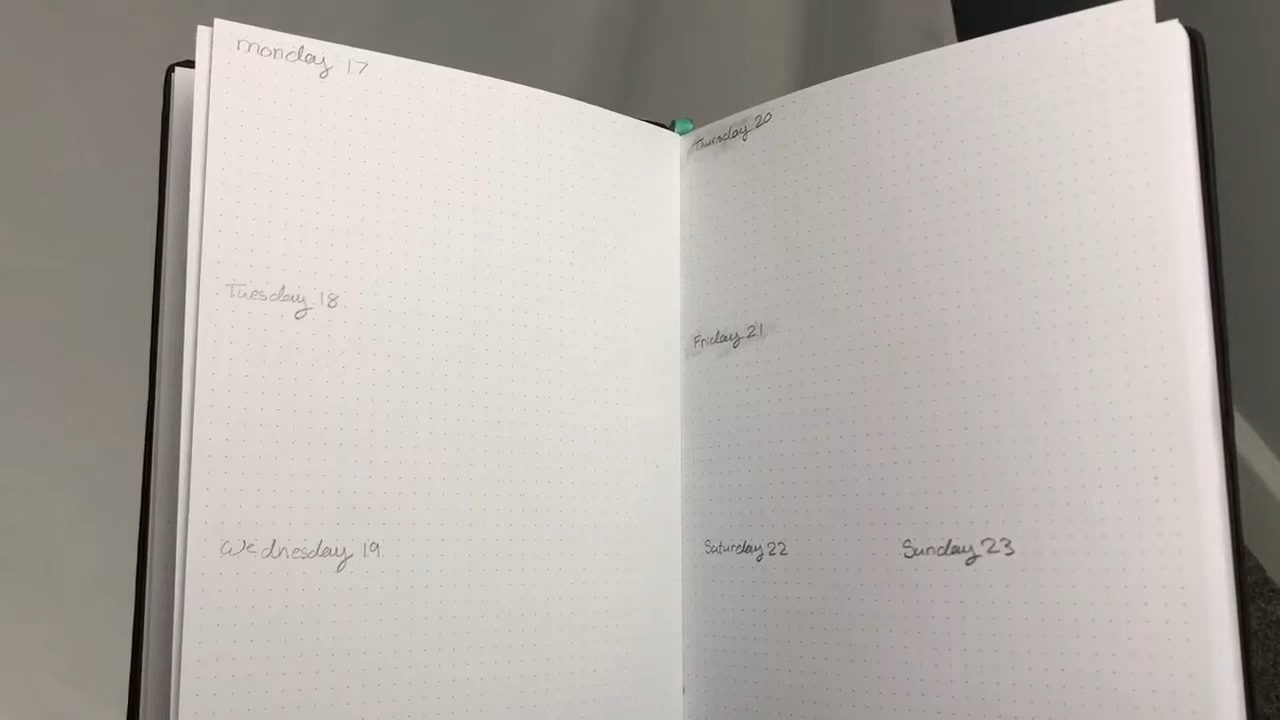 monday 17
Tuesday 18
Wednesday 19
Thursday 20
Friday 21
Saturday 22
Sunday 23